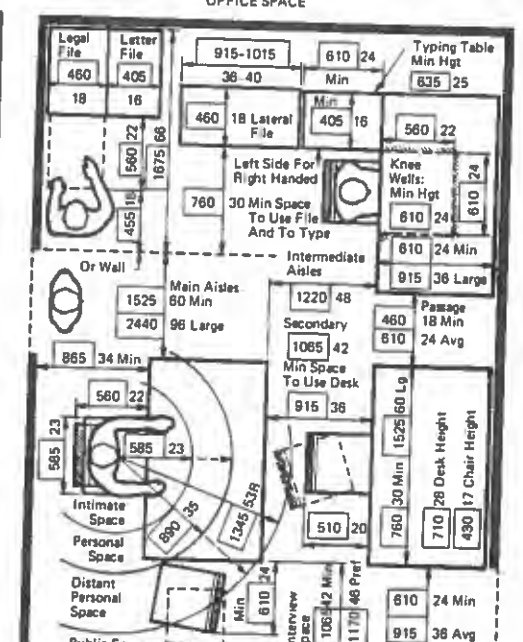 OFFICE SPACE
Legal
File
460
18
Letter
File
405
16
915-1015
36-40
610 24
Min
Typing Table
Min Hgt
635 25
460 18 Lateral
File
Min
405 16
560 22
560 22
1675 66
455 18
Left Side For
Right Handed
760 30 Min Space
To Use File
And To Type
Knee
Wells:
Min Hgt
610 24
610 24
610 24 Min
915 36 Large
Or Wall
Main Aisles
1525 60 Min
2440 96 Large
Intermediate
Aisles
1220 48
Secondary
1065 42
Min Space
To Use Desk
915 36
Passage
460 18 Min
610 24 Avg
865 34 Min
560 22
585 23
585 23
890 35
1345 53R
Intimate
Space
Personal
Space
Distant
Personal
Space
510 20
760 30 Min 1525 60 Lg
710 28 Desk Height
430 17 Chair Height
Min
610 24
1065 42 Min
1170 46 Pref
610 24 Min
915 36 Avg